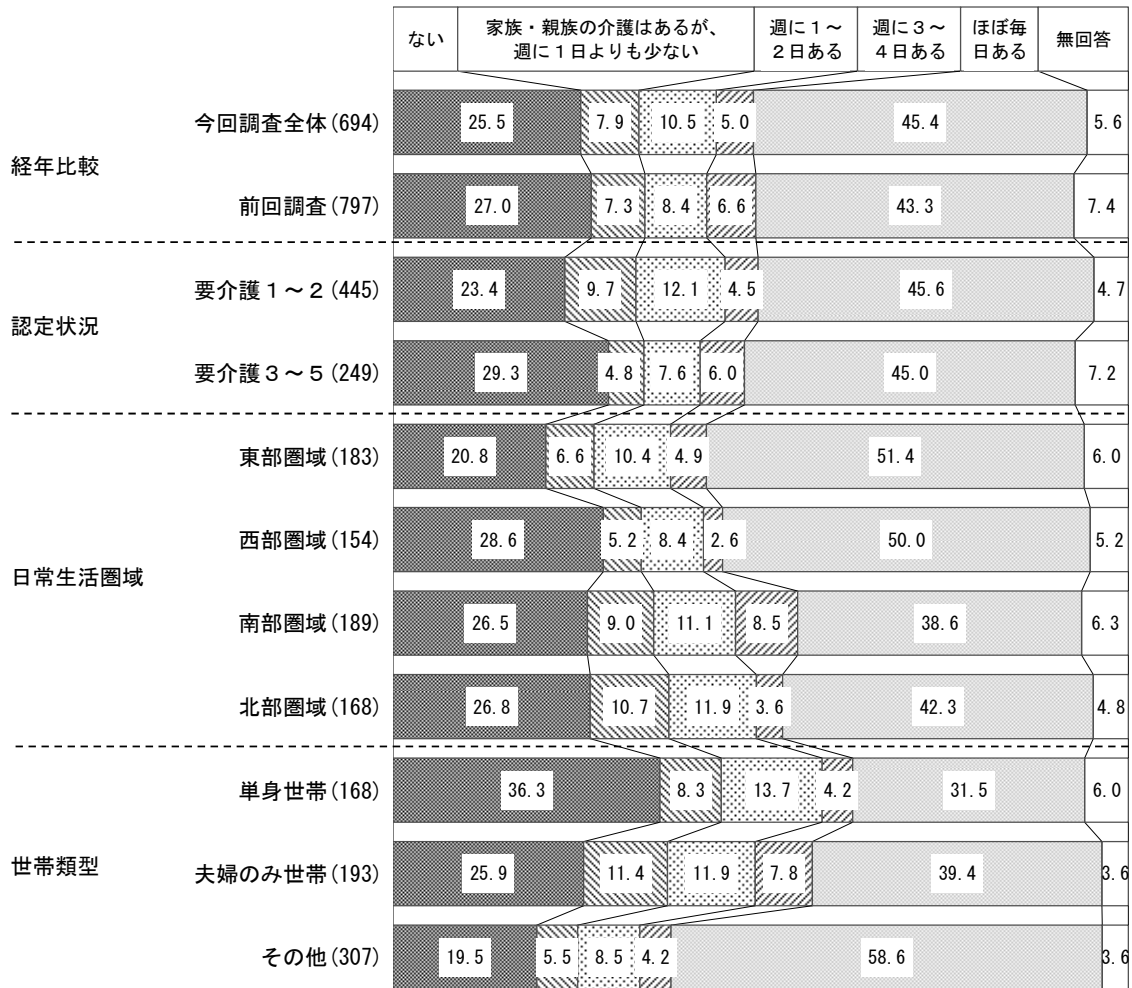 ない
家族・親族の介護はあるが、
週に１日よりも少ない
週に１～
２日ある
週に３～
４日ある
ほぼ毎
日ある
無回答
経年比較
今回調査全体(694)
25.5 7.9 10.5 5.0 45.4 5.6
前回調査(797)
27.0 7.3 8.4 6.6 43.3 7.4
認定状況
要介護１～２(445)
23.4 9.7 12.1 4.5 45.6 4.7
要介護３～５(249)
29.3 4.8 7.6 6.0 45.0 7.2
日常生活圏域
東部圏域(183)
20.8 6.6 10.4 4.9 51.4 6.0
西部圏域(154)
28.6 5.2 8.4 2.6 50.0 5.2
南部圏域(189)
26.5 9.0 11.1 8.5 38.6 6.3
北部圏域(168)
26.8 10.7 11.9 3.6 42.3 4.8
世帯類型
単身世帯(168)
36.3 8.3 13.7 4.2 31.5 6.0
夫婦のみ世帯(193)
25.9 11.4 11.9 7.8 39.4 3.6
その他(307)
19.5 5.5 8.5 4.2 58.6 3.6